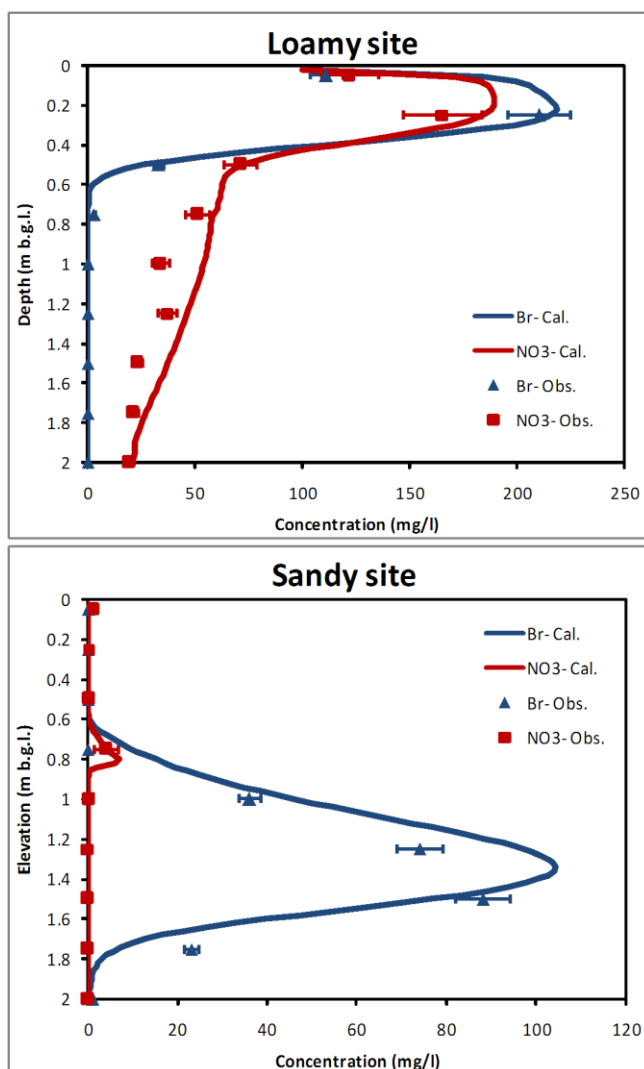 Loamy site
0
0.2
0.4
0.6
0.8
1
1.2
1.4
1.6
1.8
2
Depth (m b.g.l.)
Br- Cal.
NO3- Cal.
Br- Obs.
NO3- Obs.
0 50 100 150 200 250
Concentration (mg/l)
Sandy site
0
0.2
0.4
0.6
0.8
1
1.2
1.4
1.6
1.8
2
Elevation (m b.g.l.)
Br- Cal.
NO3- Cal.
Br- Obs.
NO3- Obs.
0 20 40 60 80 100 120
Concentration (mg/l)